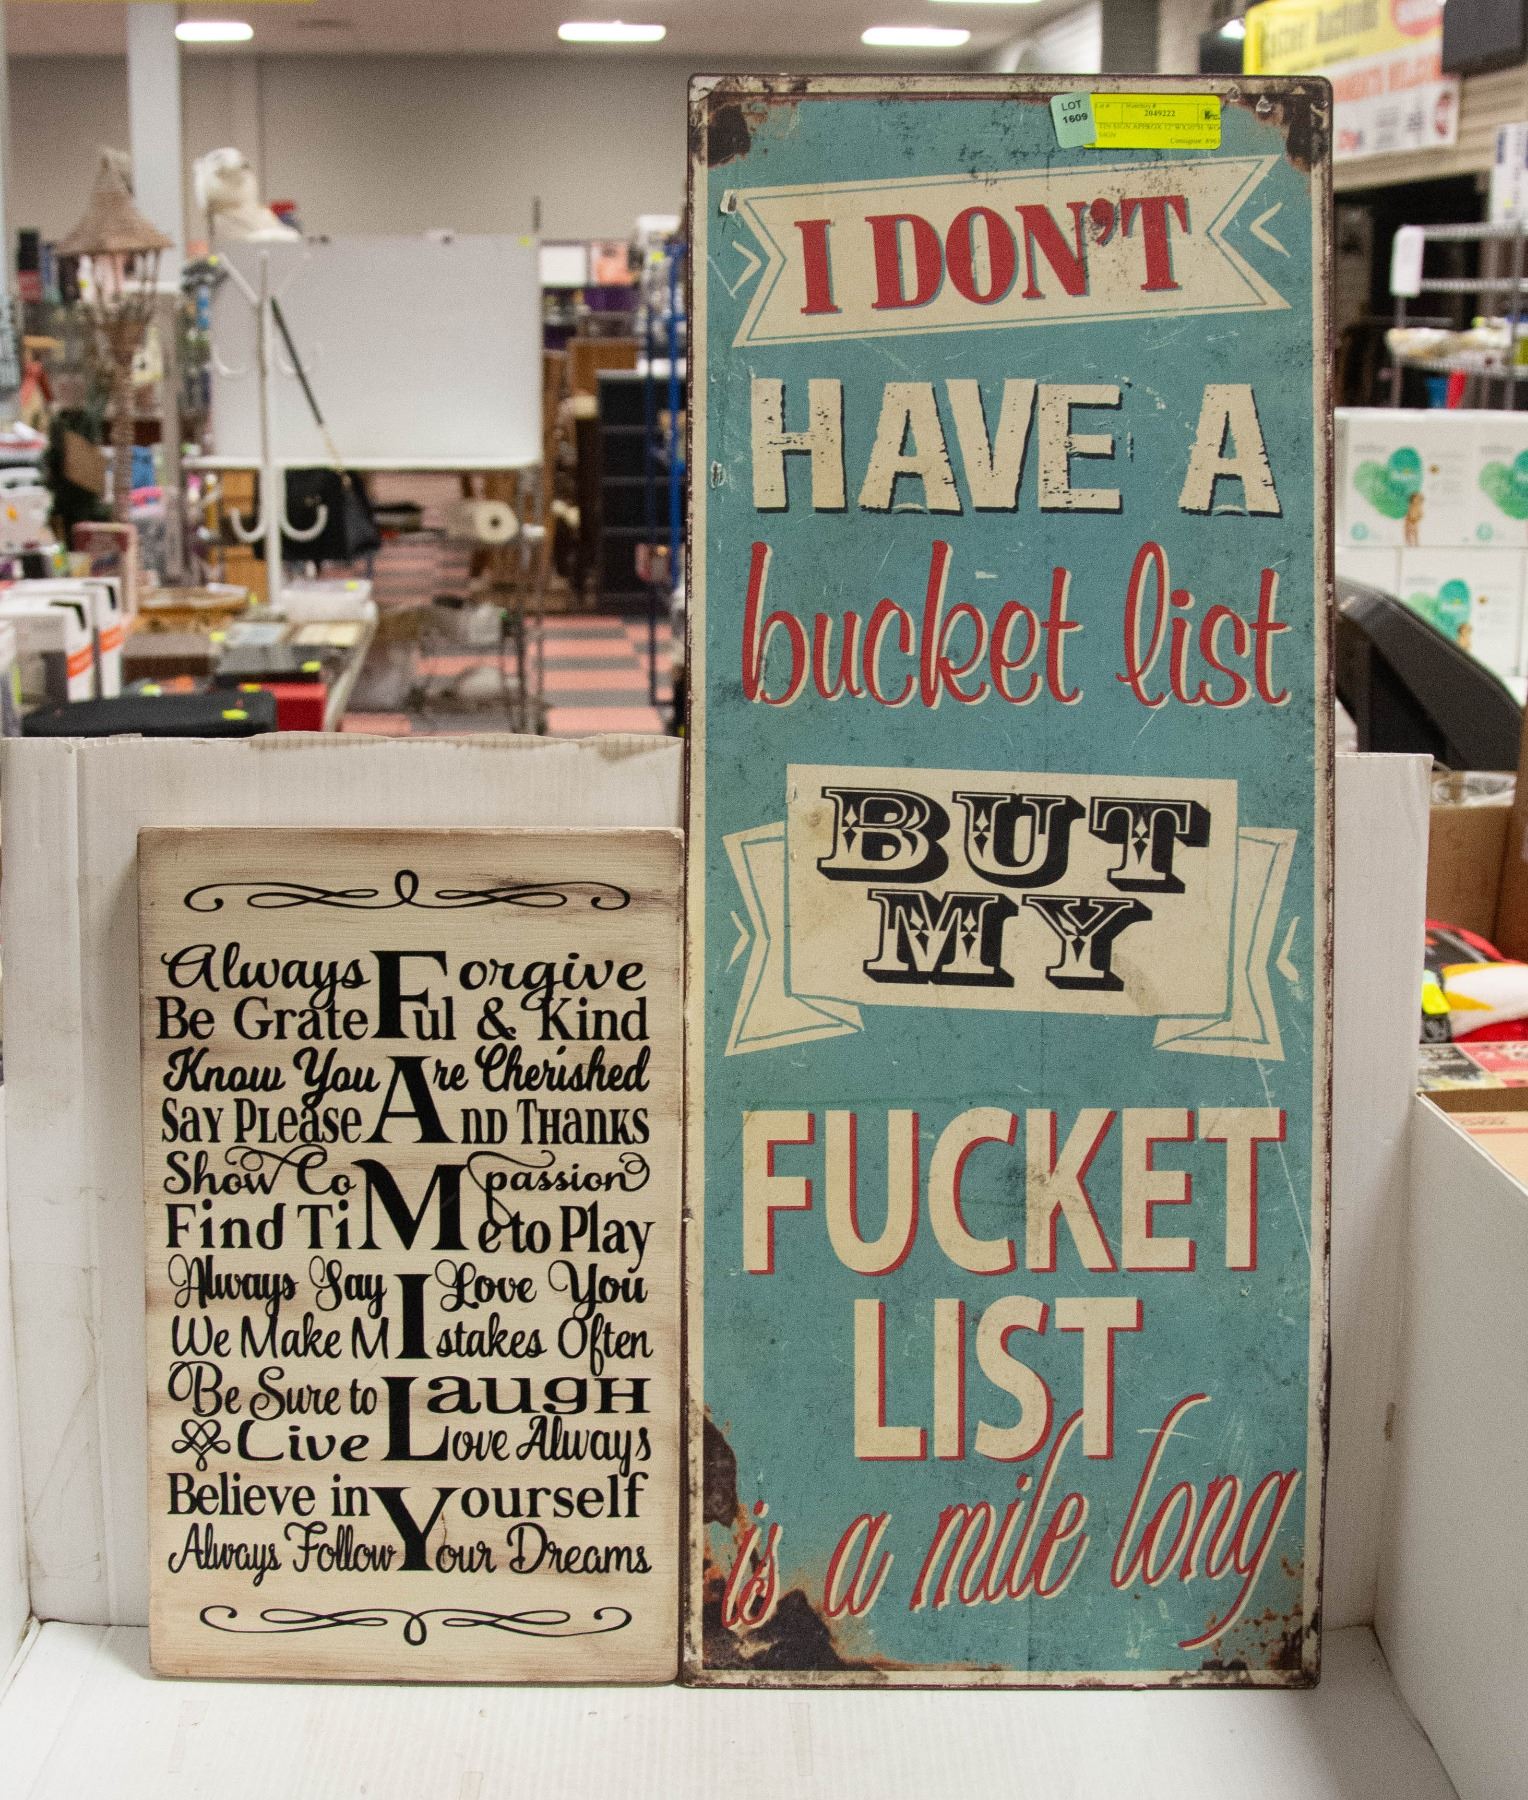 LOT
1609
2049222
SIGN
I DON'T
HAVE A
bucket list
BUT
MY
FUCKET
LIST
is a mile long
Always Forgive
Be GrateFul & Kind
Know You Are Cherished
Say Please And Thanks
Show CoMpassion
Find TiMe to Play
Always Say I Love You
We Make MIstakes Often
Be Sure to Laugh
Live Love Always
Believe in Yourself
Always Follow Your Dreams